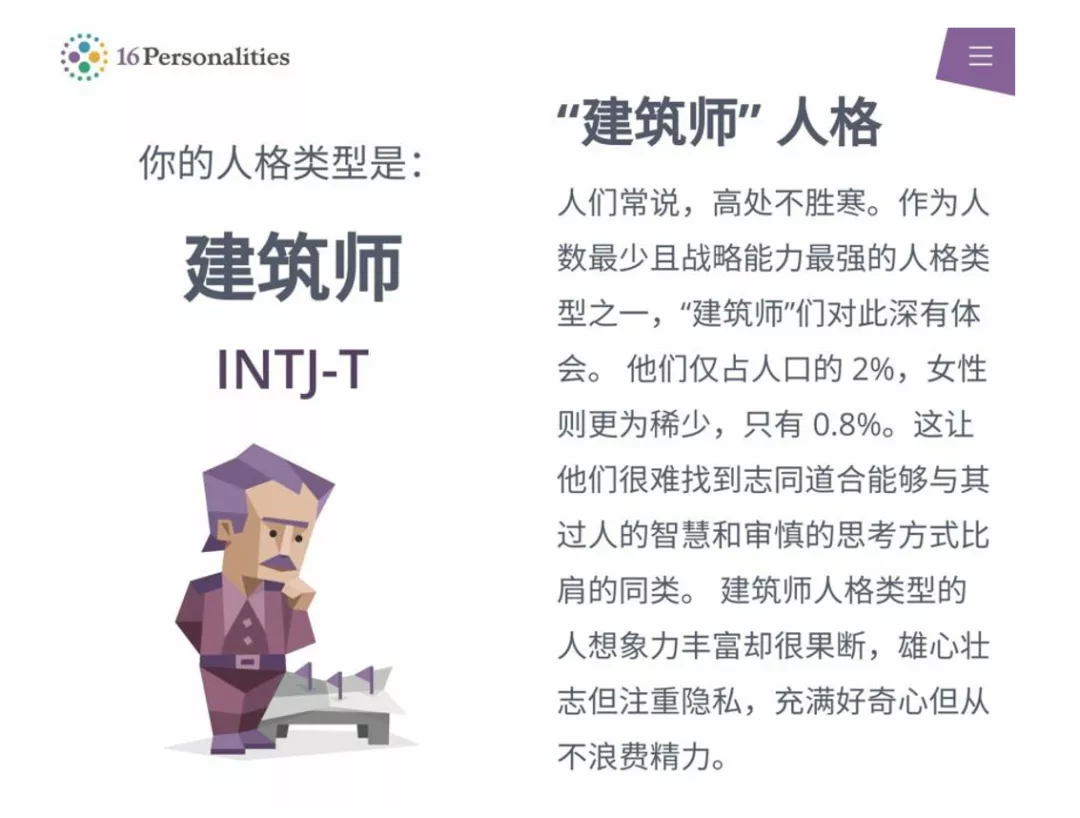 16Personalities
你的人格类型是：
建筑师
INTJ-T
“建筑师” 人格
人们常说，高处不胜寒。作为人
数最少且战略能力最强的人格类
型之一，“建筑师”们对此深有体
会。 他们仅占人口的 2%，女性
则更为稀少，只有 0.8%。这让
他们很难找到志同道合能够与其
过人的智慧和审慎的思考方式比
肩的同类。 建筑师人格类型的
人想象力丰富却很果断，雄心壮
志但注重隐私，充满好奇心但从
不浪费精力。